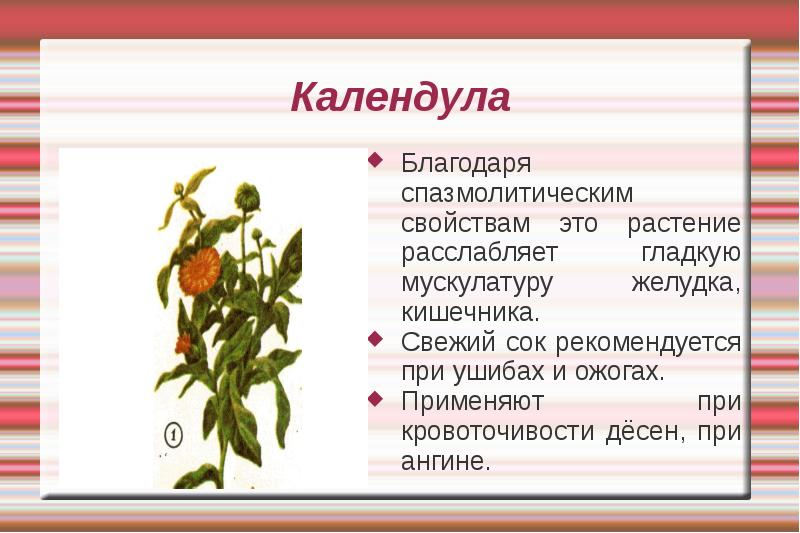 Календула
Благодаря
спазмолитическим
свойствам это растение
расслабляет гладкую
мускулатуру желудка,
кишечника.
Свежий сок рекомендуется
при ушибах и ожогах.
Применяют при
кровоточивости дёсен, при
ангине.
1